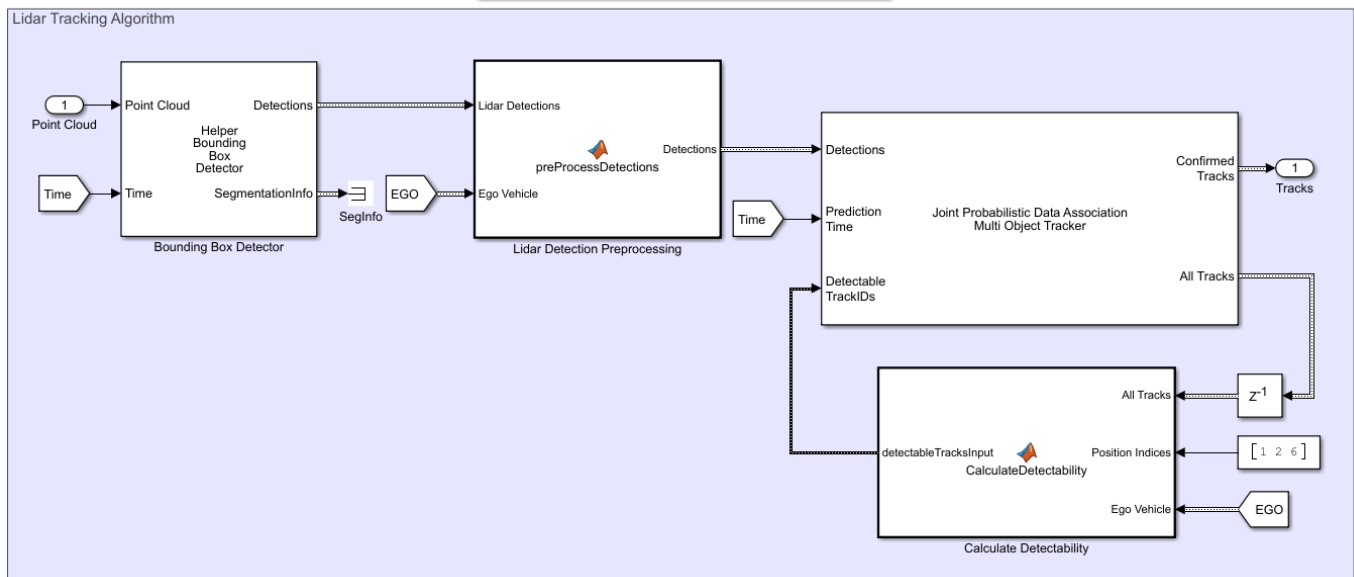 Lidar Tracking Algorithm
1
Point Cloud
Time
Point Cloud
Detections
Helper
Bounding
Box
Detector
Time
SegmentationInfo
Bounding Box Detector
SegInfo
EGO
Lidar Detections
preProcessDetections
Detections
Ego Vehicle
Lidar Detection Preprocessing
Time
Detections
Prediction
Time
Detectable
TrackIDs
Joint Probabilistic Data Association
Multi Object Tracker
Confirmed
Tracks
All Tracks
1
Tracks
Z-1
[1 2 6]
EGO
All Tracks
Position Indices
Ego Vehicle
detectableTracksInput
CalculateDetectability
Calculate Detectability